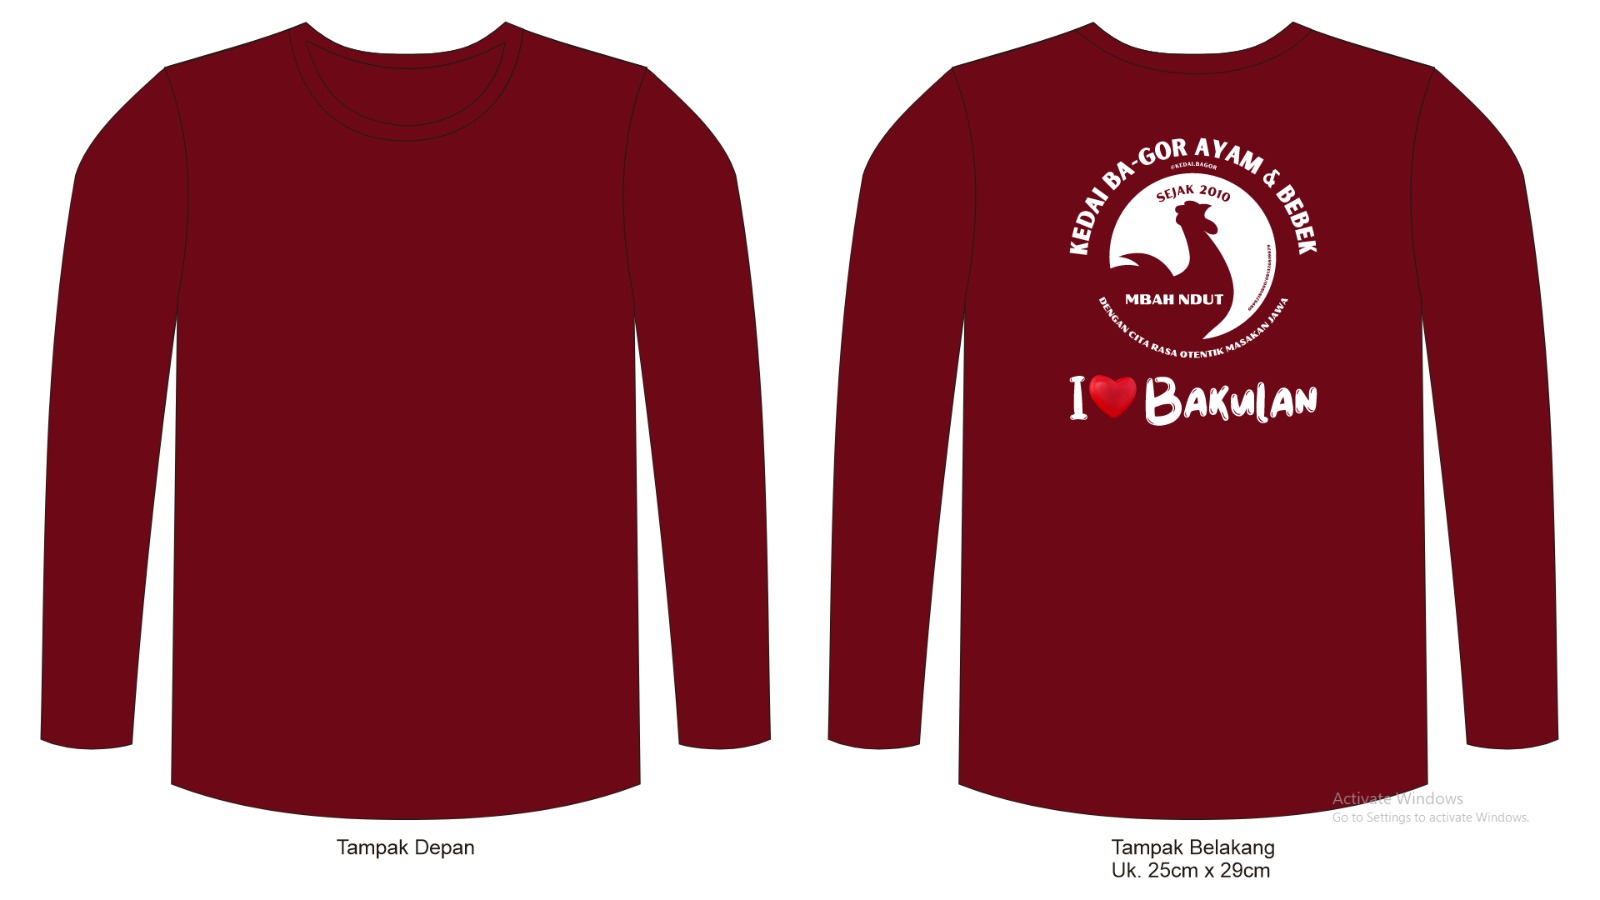 KEDAI BA-GOR AYAM & BEBEK
@KEDAI.BAGOR
SEJAK 2010
MBAH NDUT
DENGAN CITA RASA OTENTIK MASAKAN JAWA
I BAKULAN
Activate Windows
Go to Settings to activate Windows.
Tampak Depan
Tampak Belakang
Uk. 25cm x 29cm